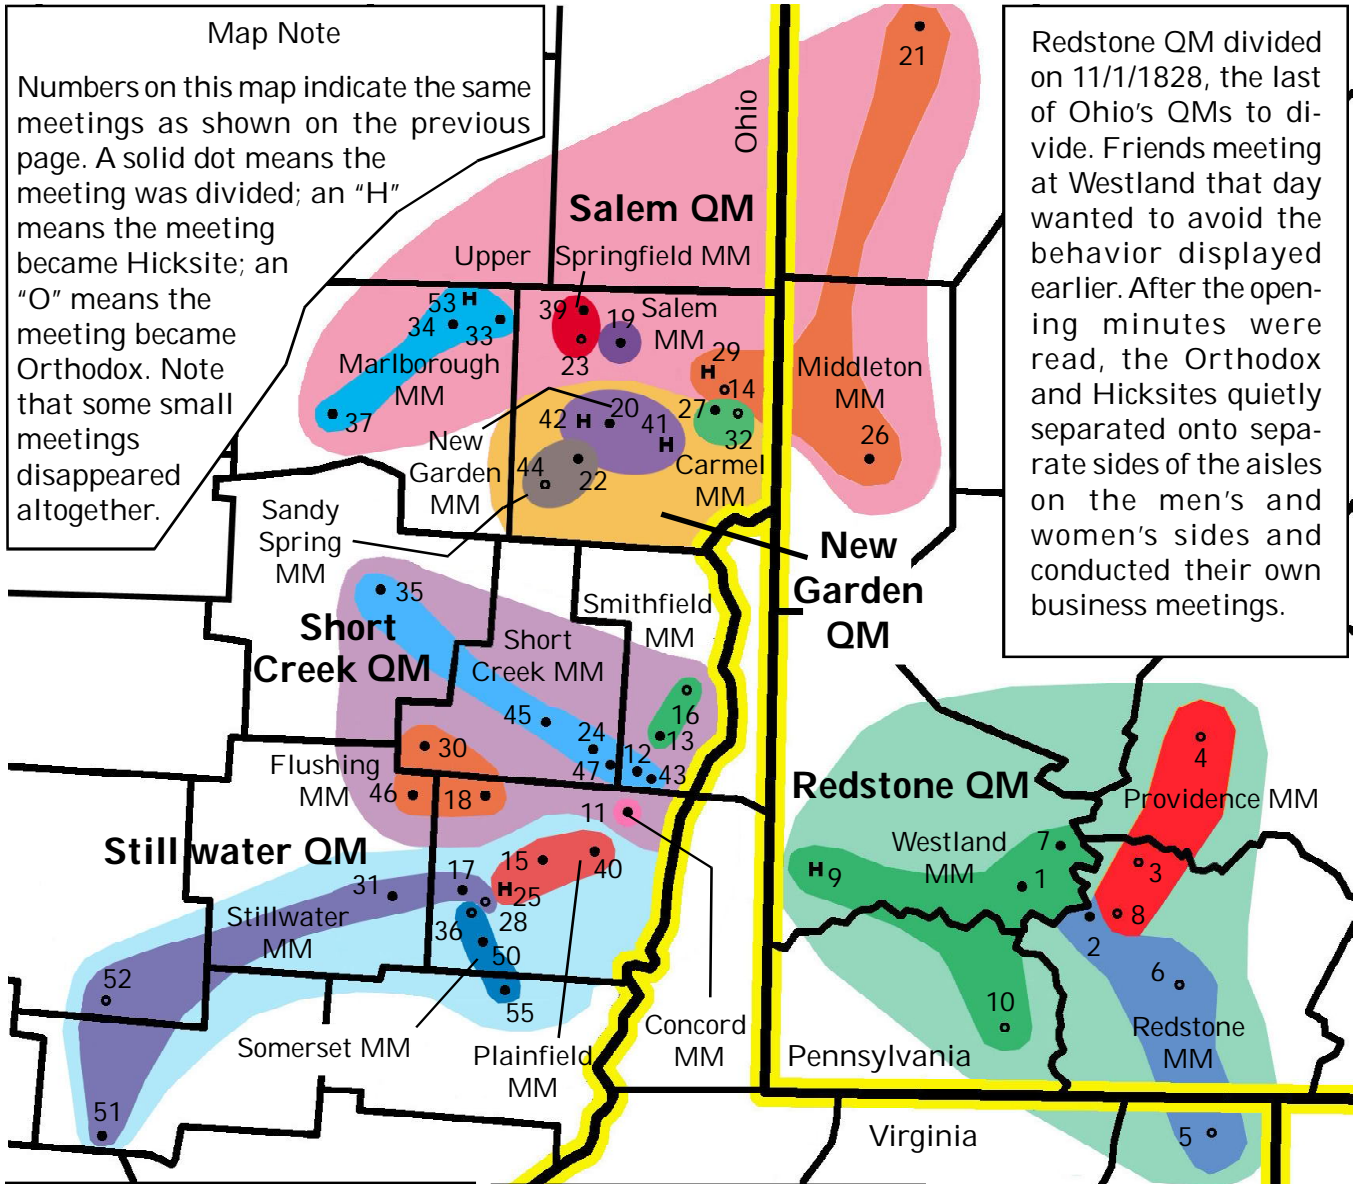 Map Note
Numbers on this map indicate the same
meetings as shown on the previous
page. A solid dot means the
meeting was divided; an “H”
means the meeting
became Hicksite; an
“O” means the
meeting became
Orthodox. Note
that some small
meetings
disappeared
altogether.
Redstone QM divided
on 11/1/1828, the last
of Ohio’s QMs to di-
vide. Friends meeting
at Westland that day
wanted to avoid the
behavior displayed
earlier. After the open-
ing minutes were
read, the Orthodox
and Hicksites quietly
separated onto sepa-
rate sides of the aisles
on the men’s and
women’s sides and
conducted their own
business meetings.
21
Ohio
Salem QM
Upper Springfield MM
53 H
39
34
33
19
Salem
MM
23
29
H
14
Marlborough
MM
Middleton
MM
37
42 H
20
41
H
27
32
26
New
Garden
MM
44
22
Carmel
MM
Sandy
Spring
MM
New
Garden
QM
35
Smithfield
MM
Short
Creek QM
Short
Creek MM
16
45
13
24
12
30
47
43
4
Flushing
MM
46
18
11
Redstone QM
Providence MM
Stillwater QM
Westland
MM
7
15
40
17
H
25
H 9
1
3
31
28
8
Stillwater
MM
36
2
50
52
6
55
10
Somerset MM
Plainfield
MM
Concord
MM
Pennsylvania
Redstone
MM
51
Virginia
5